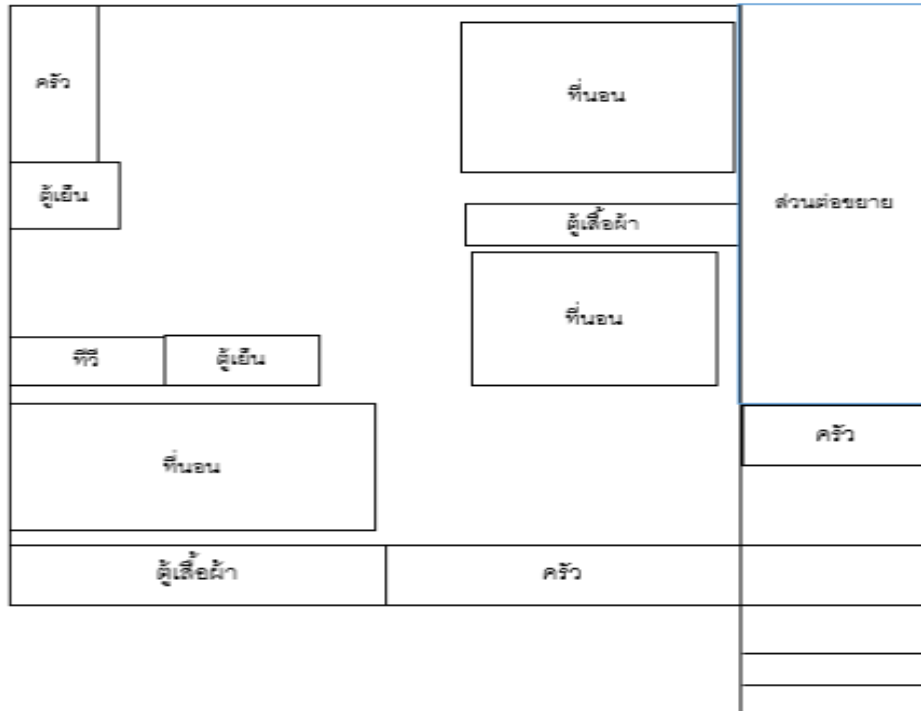 ครัว
ที่นอน
ตู้เย็น
ส่วนต่อขยาย
ตู้เสื้อผ้า
ที่นอน
ทีวี
ตู้เย็น
ครัว
ที่นอน
ตู้เสื้อผ้า
ครัว